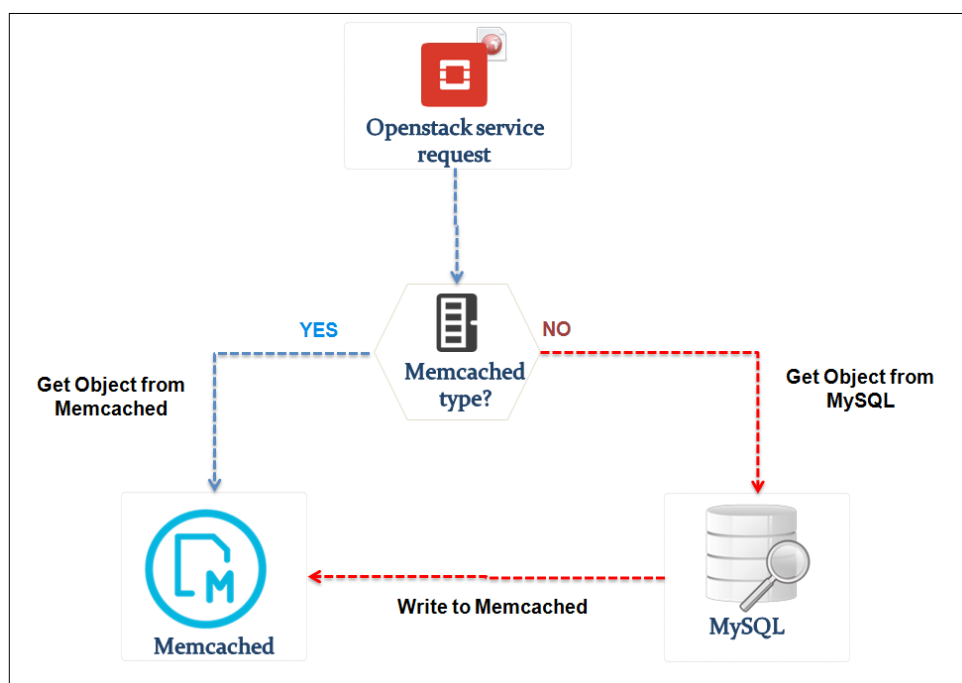 Openstack service
request
YES
NO
Memcached
type?
Get Object from
Memcached
Get Object from
MySQL
M
Memcached
Write to Memcached
MySQL